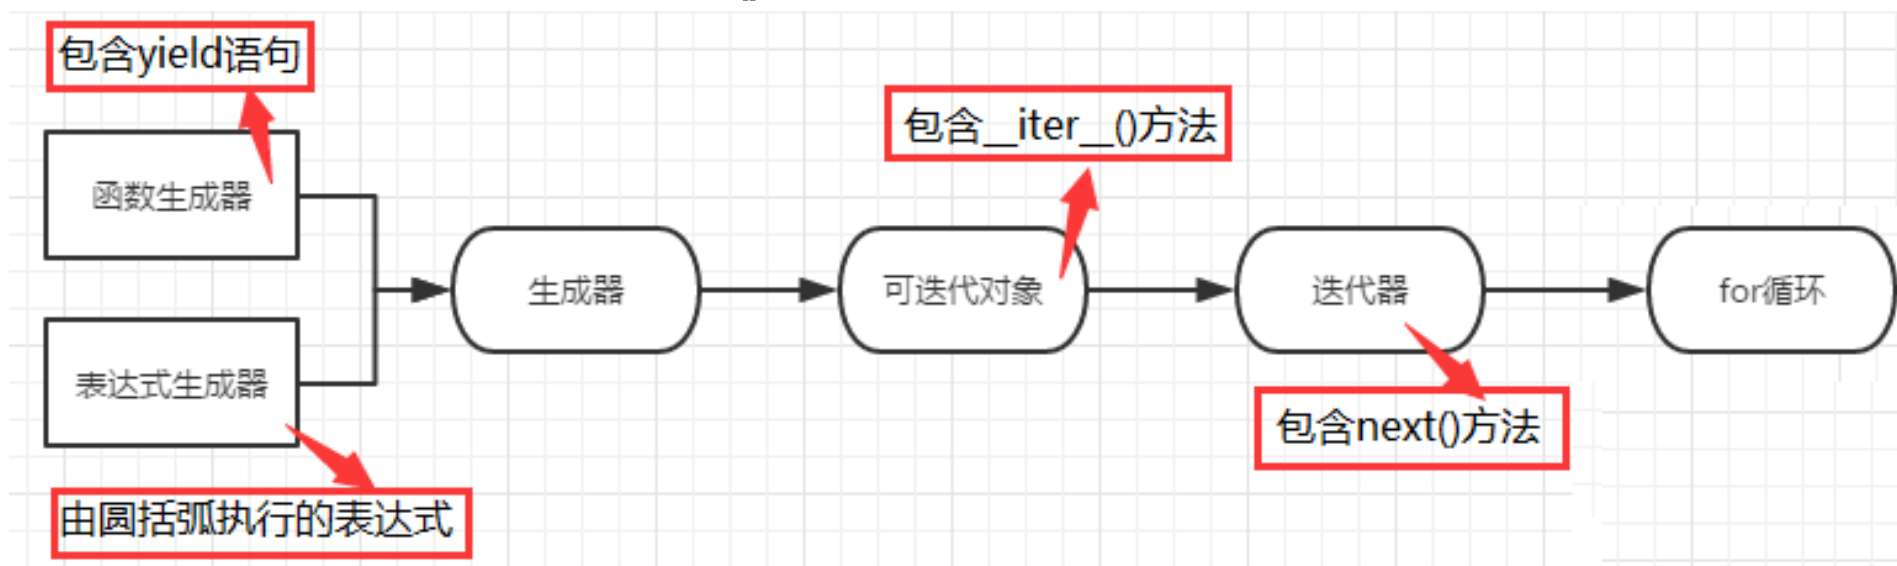 包含yield语句
包含__iter__()方法
函数生成器
生成器
可迭代对象
迭代器
for循环
表达式生成器
包含next()方法
由圆括弧执行的表达式